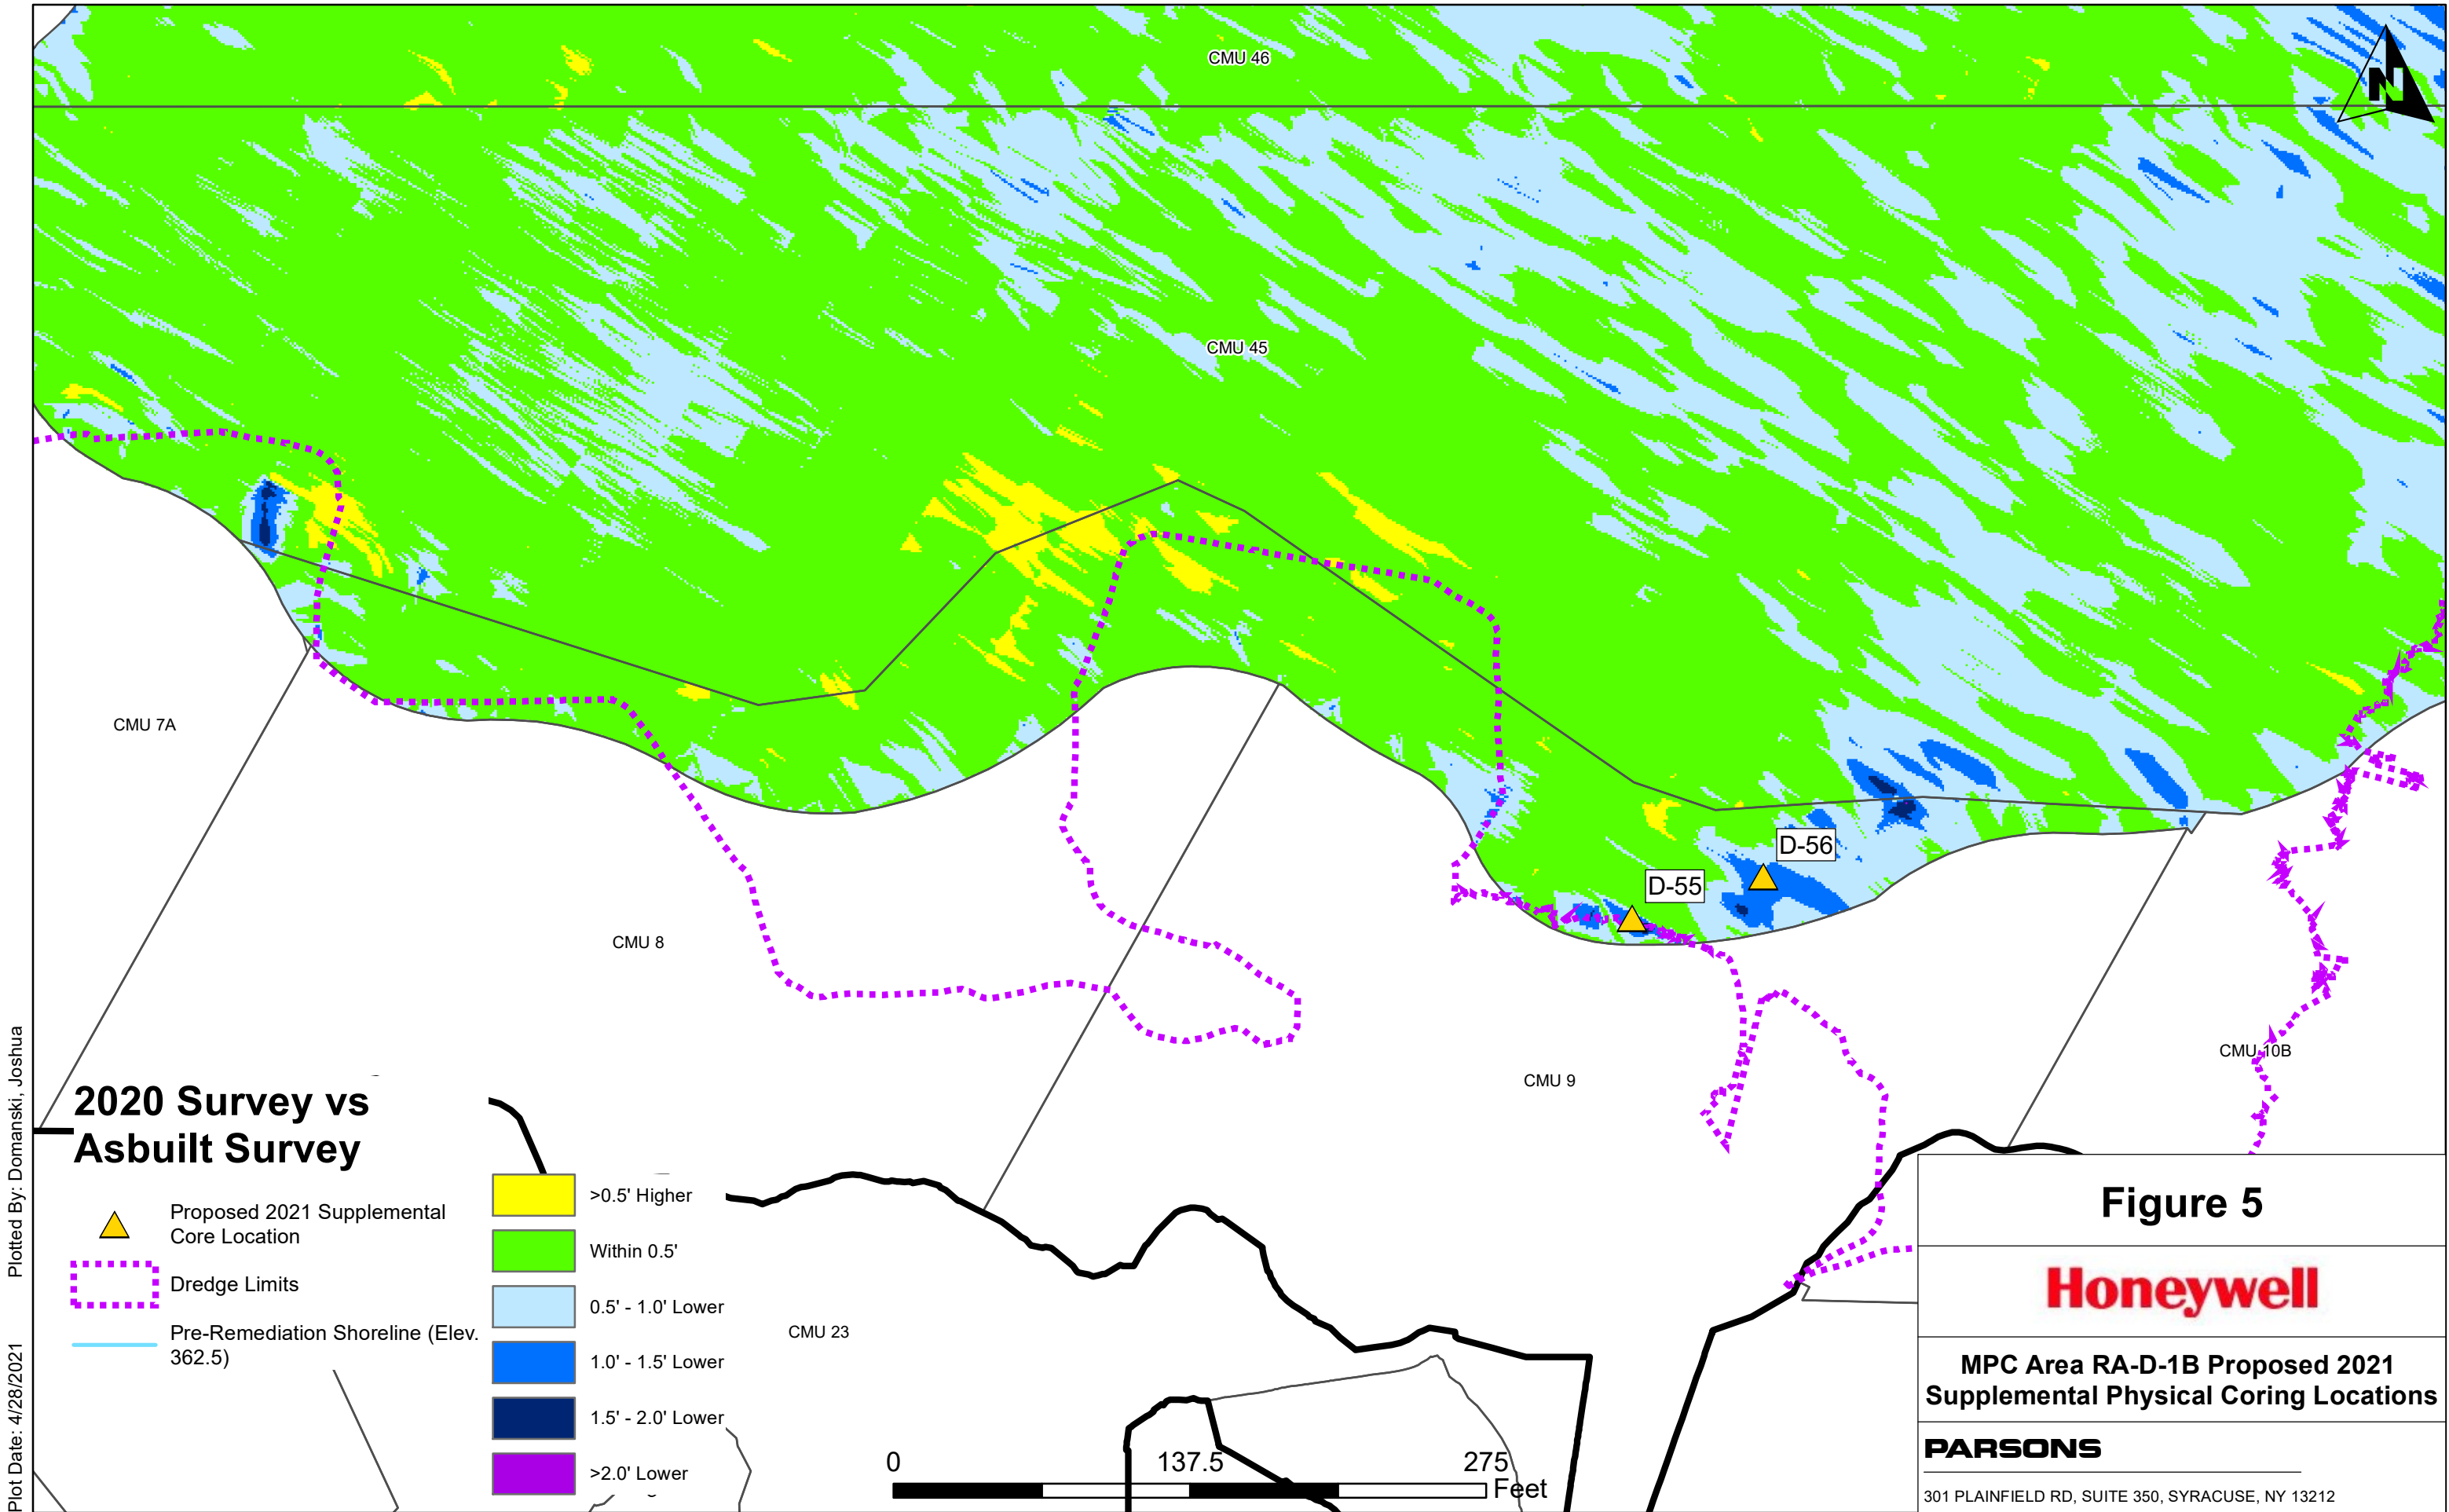 CMU 46
N
CMU 45
CMU 7A
D-56
D-55
CMU 8
CMU 9
CMU 10B
CMU 23
2020 Survey vs
Asbuilt Survey
Proposed 2021 Supplemental
Core Location
Dredge Limits
Pre-Remediation Shoreline (Elev.
362.5)
>0.5' Higher
Within 0.5'
0.5' - 1.0' Lower
1.0' - 1.5' Lower
1.5' - 2.0' Lower
>2.0' Lower
0 137.5 275
Feet
Figure 5
Honeywell
MPC Area RA-D-1B Proposed 2021
Supplemental Physical Coring Locations
PARSONS
301 PLAINFIELD RD, SUITE 350, SYRACUSE, NY 13212
Plot Date: 4/28/2021 Plotted By: Domanski, Joshua